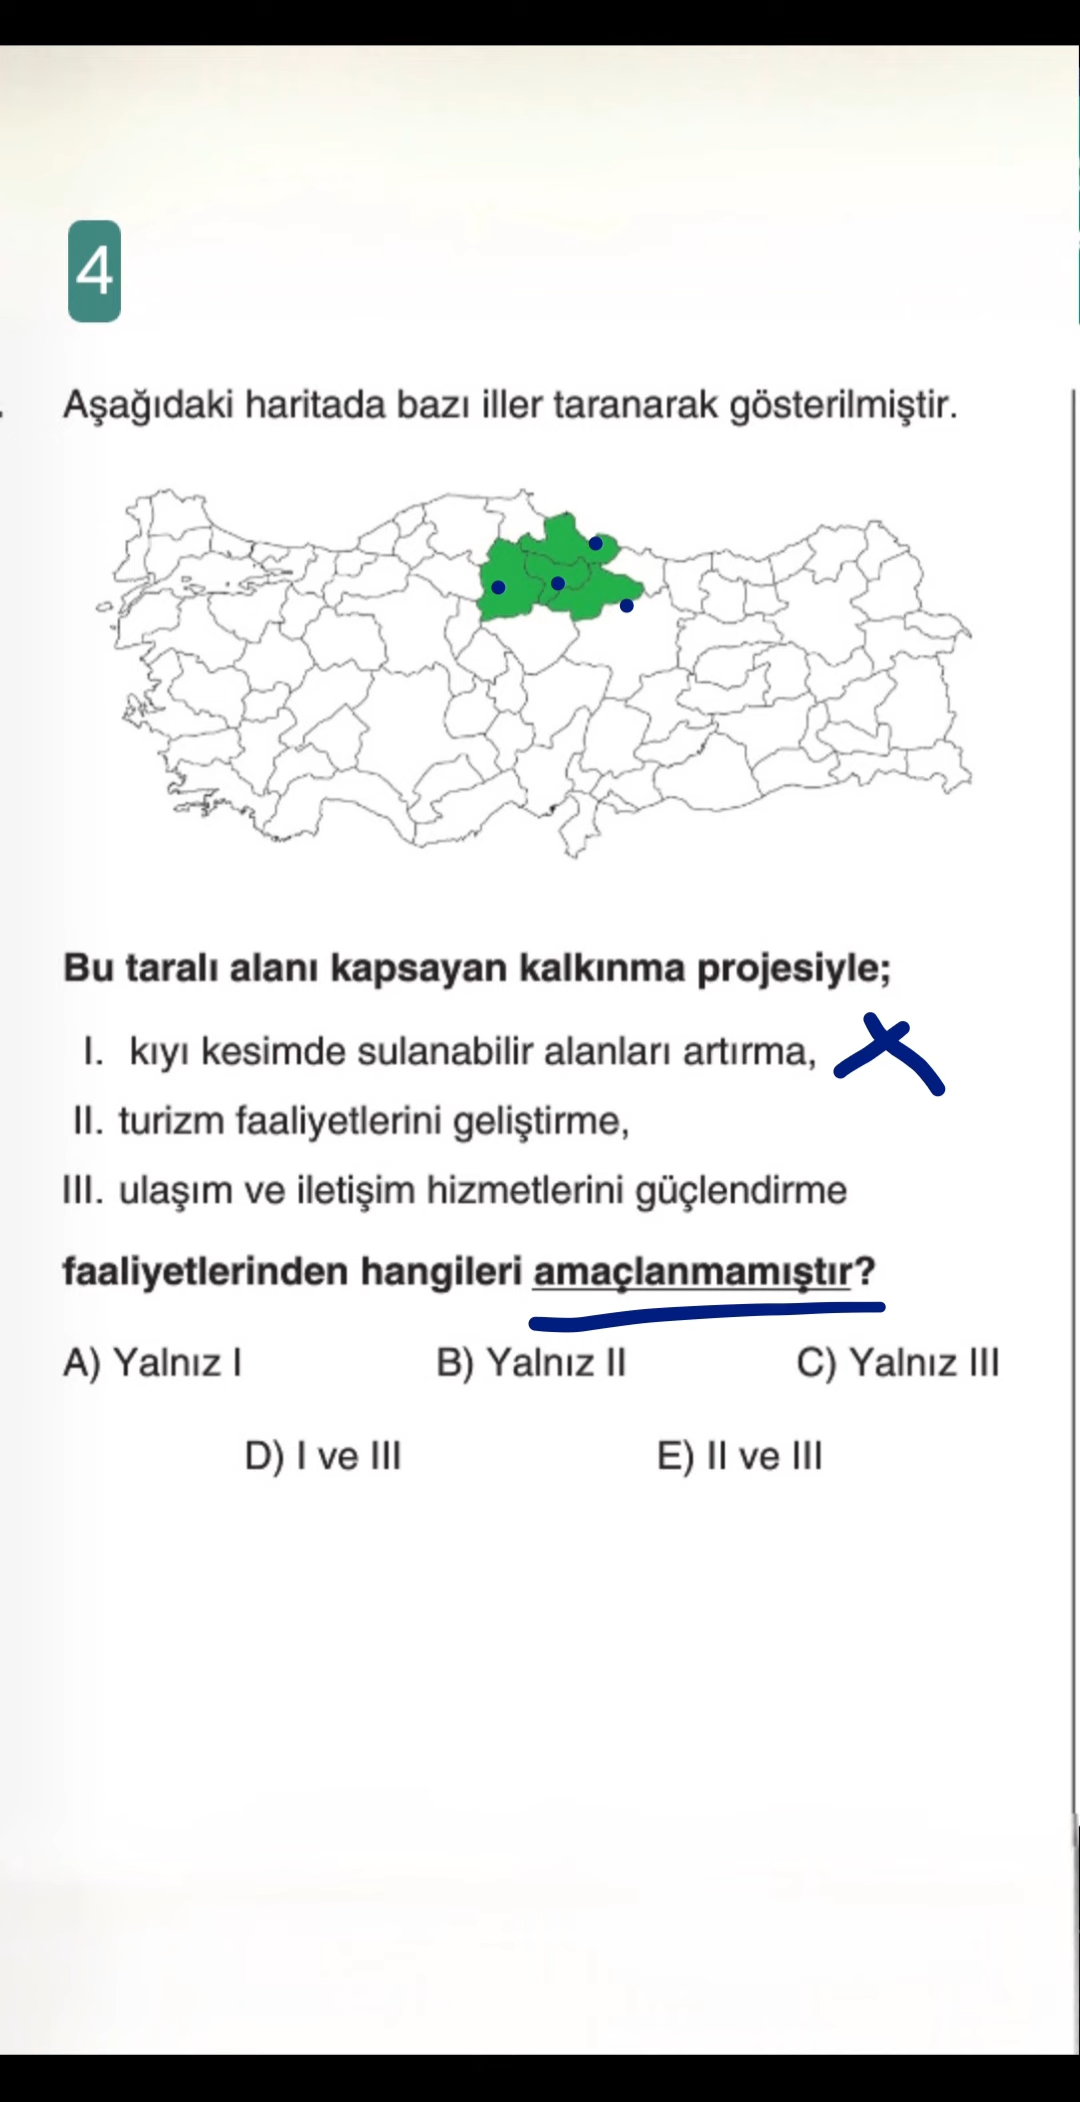 4
Aşağıdaki haritada bazı iller taranarak gösterilmiştir.
Bu taralı alanı kapsayan kalkınma projesiyle;
I. kıyı kesimde sulanabilir alanları artırma,
II. turizm faaliyetlerini geliştirme,
III. ulaşım ve iletişim hizmetlerini güçlendirme
faaliyetlerinden hangileri amaçlanmamıştır?
A) Yalnız I B) Yalnız II C) Yalnız III
D) I ve III E) II ve III